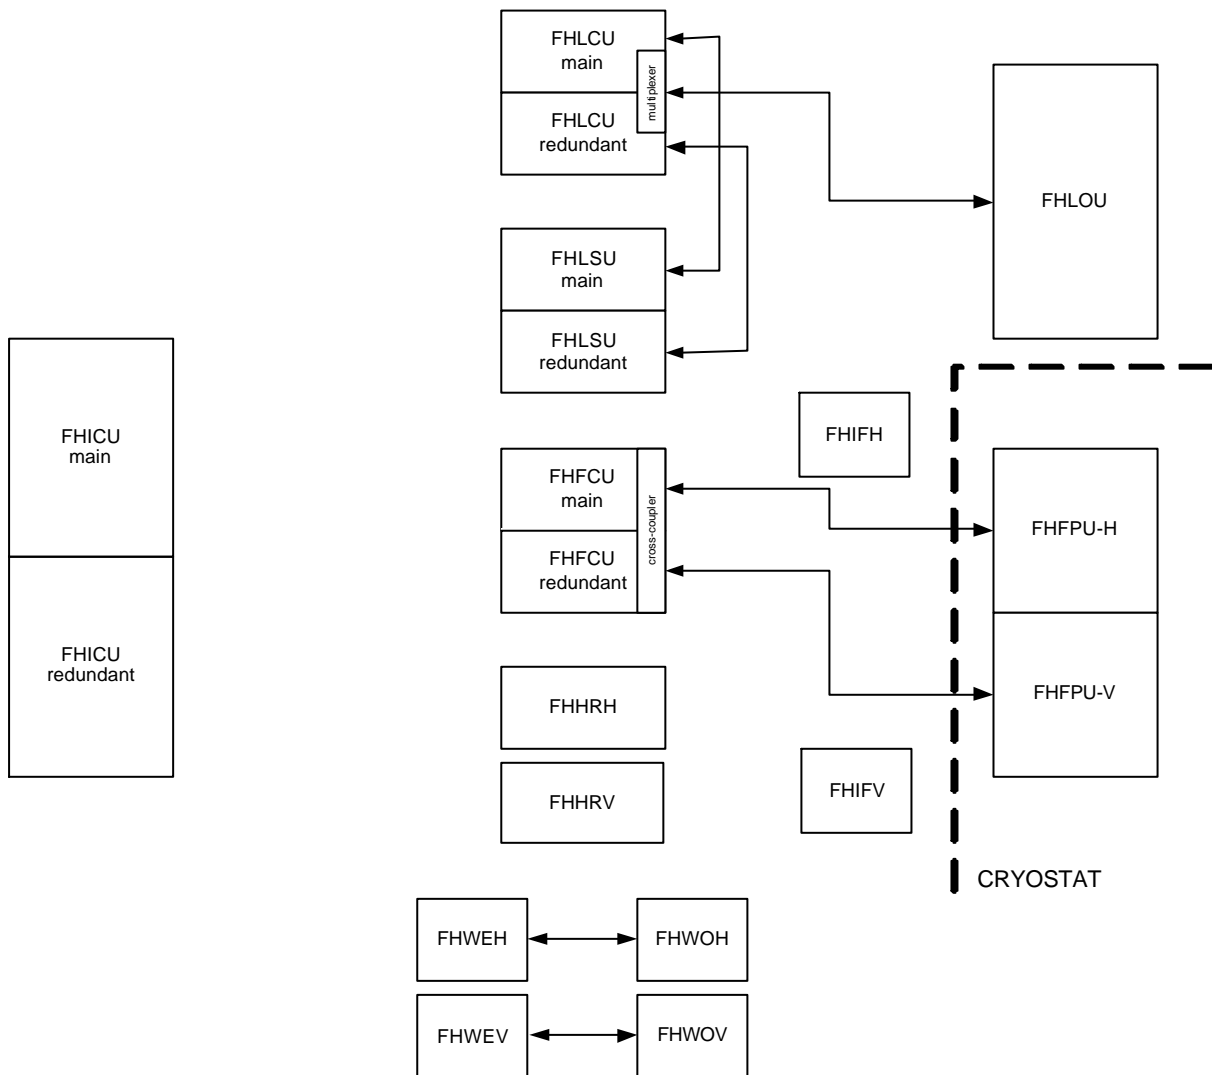 FHLCU
main
multiplexer
FHLCU
redundant
FHLOU
FHLSU
main
FHLSU
redundant
FHICU
main
FHICU
redundant
FHIFH
FHFCU
main
cross-coupler
FHFCU
redundant
FHFPU-H
FHFPU-V
FHHRH
FHHRV
FHIFV
CRYOSTAT
FHWEH
FHWOH
FHWEV
FHWOV